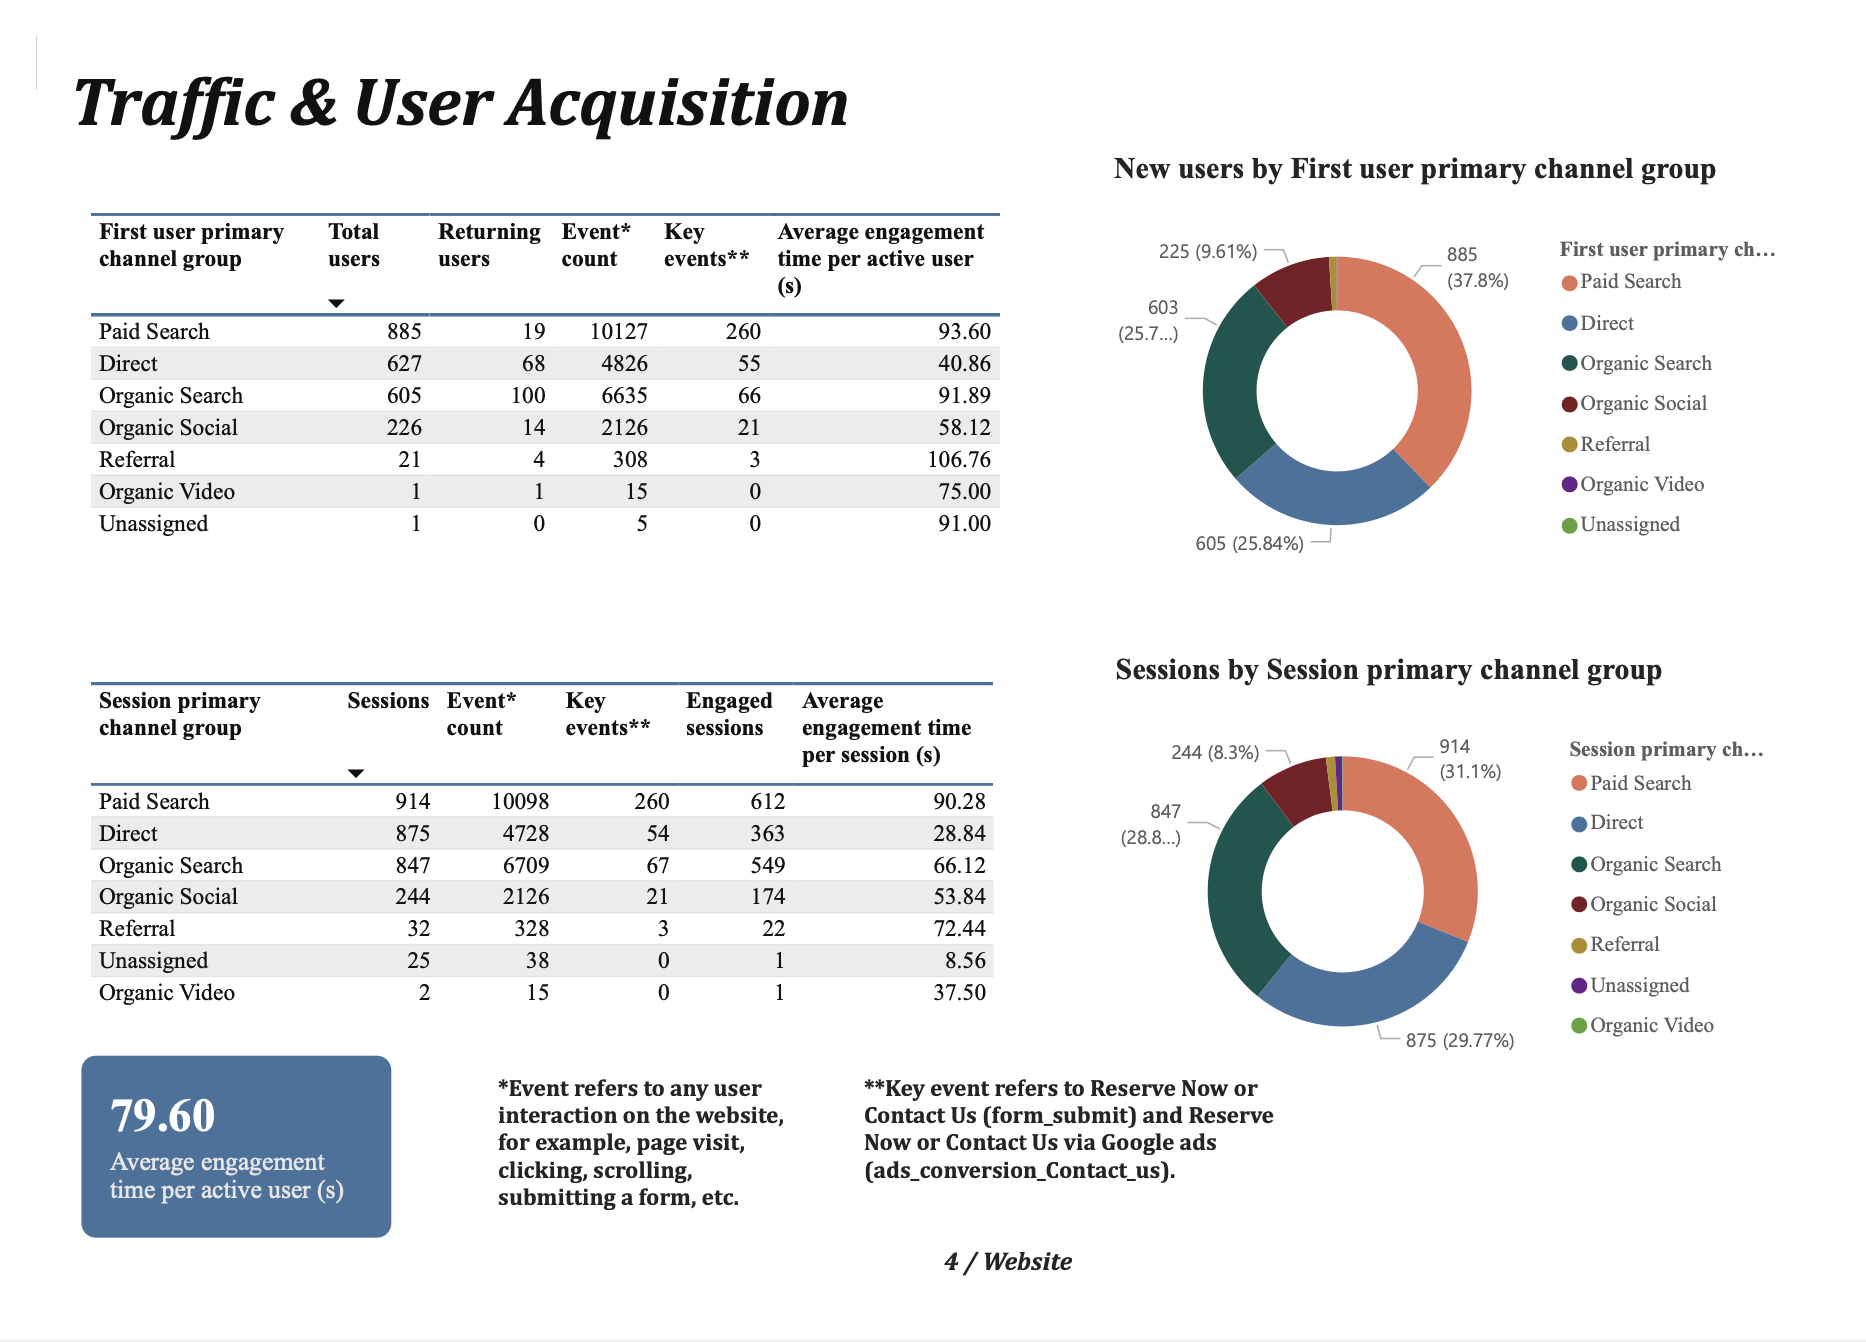 Traffic & User Acquisition
First user primary channel group Total users Returning users Event* count Key events** Average engagement time per active user (s)
Paid Search 885 19 10127 260 93.60
Direct 627 68 4826 55 40.86
Organic Search 605 100 6635 66 91.89
Organic Social 226 14 2126 21 58.12
Referral 21 4 308 3 106.76
Organic Video 1 1 15 0 75.00
Unassigned 1 0 5 0 91.00
New users by First user primary channel group
225 (9.61%)
885
(37.8%)
603
(25.7...)
605 (25.84%)
First user primary ch...
Paid Search
Direct
Organic Search
Organic Social
Referral
Organic Video
Unassigned
Session primary channel group Sessions Event* count Key events** Engaged sessions Average engagement time per session (s)
Paid Search 914 10098 260 612 90.28
Direct 875 4728 54 363 28.84
Organic Search 847 6709 67 549 66.12
Organic Social 244 2126 21 174 53.84
Referral 32 328 3 22 72.44
Unassigned 25 38 0 1 8.56
Organic Video 2 15 0 1 37.50
Sessions by Session primary channel group
244 (8.3%)
914
(31.1%)
847
(28.8...)
875 (29.77%)
Session primary ch...
Paid Search
Direct
Organic Search
Organic Social
Referral
Unassigned
Organic Video
79.60
Average engagement
time per active user (s)
*Event refers to any user
interaction on the website,
for example, page visit,
clicking, scrolling,
submitting a form, etc.
**Key event refers to Reserve Now or
Contact Us (form_submit) and Reserve
Now or Contact Us via Google ads
(ads_conversion_Contact_us).
4 / Website